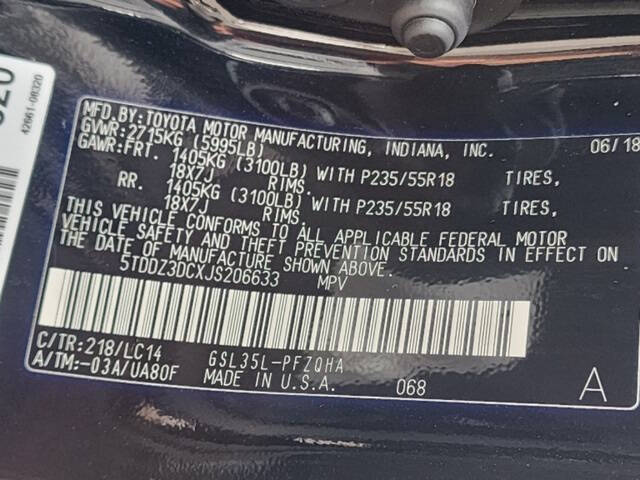 020
42661-08320
MFD.BY:TOYOTA MOTOR MANUFACTURING, INDIANA, INC. 06/18
GVWR:2715KG (5995LB)
GAWR:FRT. 1405KG (3100LB) WITH P235/55R18 TIRES,
18X7J RIMS.
RR. 1405KG (3100LB) WITH P235/55R18 TIRES,
18X7J RIMS.
THIS VEHICLE CONFORMS TO ALL APPLICABLE FEDERAL MOTOR
VEHICLE SAFETY AND THEFT PREVENTION STANDARDS IN EFFECT ON
THE DATE OF MANUFACTURE SHOWN ABOVE.
5TDDZ3DCXJS206633 MPV
C/TR:218/LC14 GSL35L-PFZQHA
A/TM:-03A/UA80F MADE IN U.S.A. 068 A